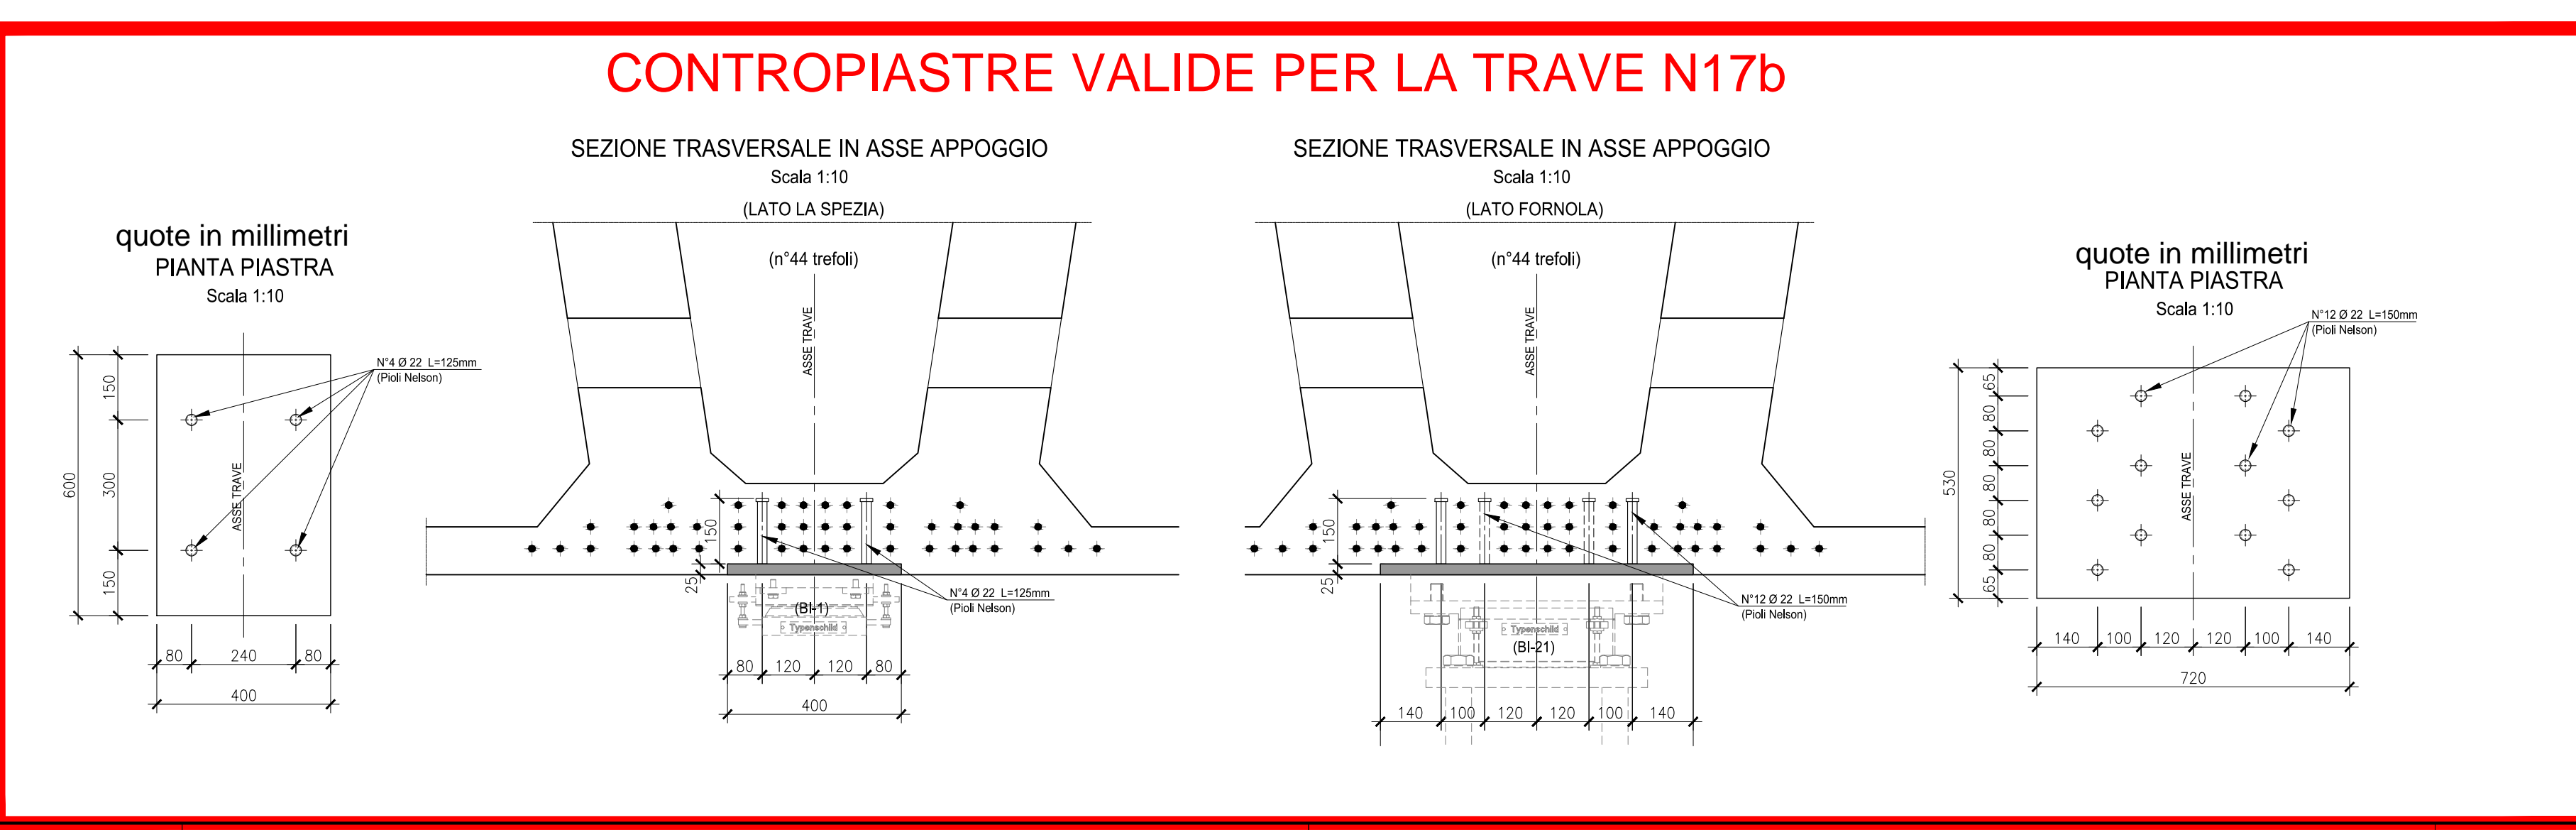 CONTROPIASTRE VALIDE PER LA TRAVE N17b
quote in millimetri
PIANTA PIASTRA
Scala 1:10
N°4 Ø 22 L=125mm
(Pioli Nelson)
ASSE TRAVE
600
150
300
150
80
240
80
400
SEZIONE TRASVERSALE IN ASSE APPOGGIO
Scala 1:10
(LATO LA SPEZIA)
(n°44 trefoli)
ASSE TRAVE
150
25
N°4 Ø 22 L=125mm
(Pioli Nelson)
(BI-1)
Typenschild
80
120
120
80
400
SEZIONE TRASVERSALE IN ASSE APPOGGIO
Scala 1:10
(LATO FORNOLA)
(n°44 trefoli)
ASSE TRAVE
150
25
N°12 Ø 22 L=150mm
(Pioli Nelson)
Typenschild
(BI-21)
140
100
120
120
100
140
quote in millimetri
PIANTA PIASTRA
Scala 1:10
N°12 Ø 22 L=150mm
(Pioli Nelson)
ASSE TRAVE
530
65
80
80
80
80
80
65
140
100
120
120
100
140
720